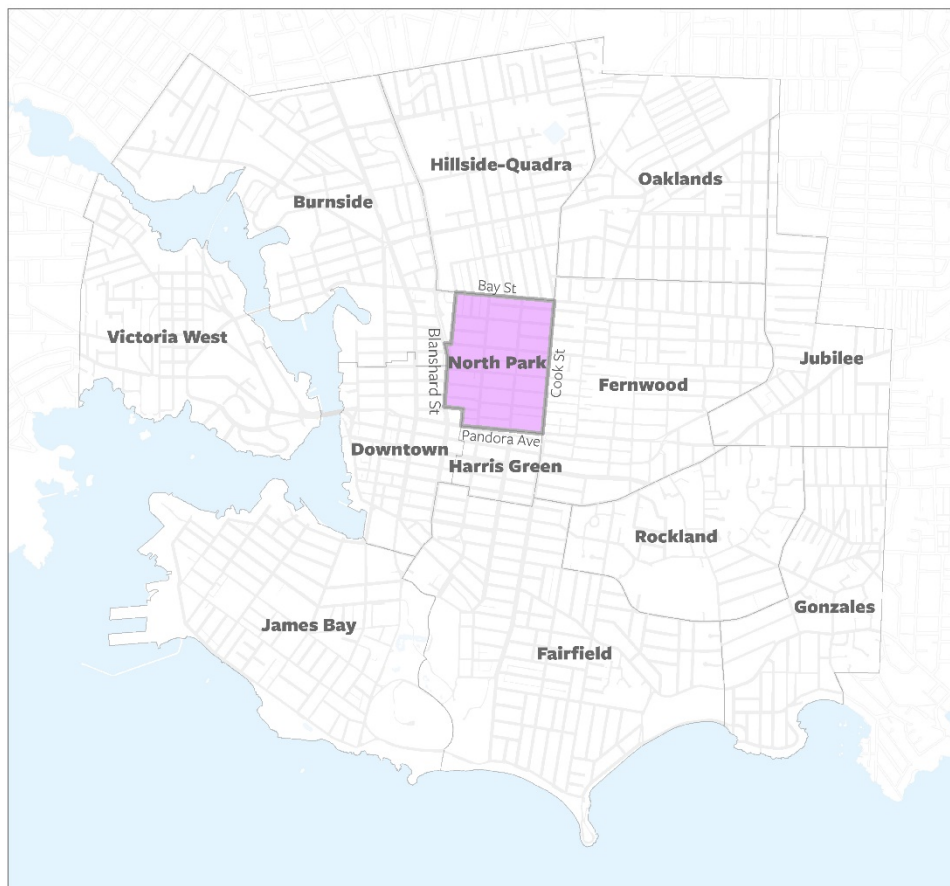 Hillside-Quadra
Oaklands
Burnside
Bay St
Victoria West
Blanshard St
North Park
Cook St
Jubilee
Fernwood
Pandora Ave
Downtown
Harris Green
Rockland
Gonzales
James Bay
Fairfield